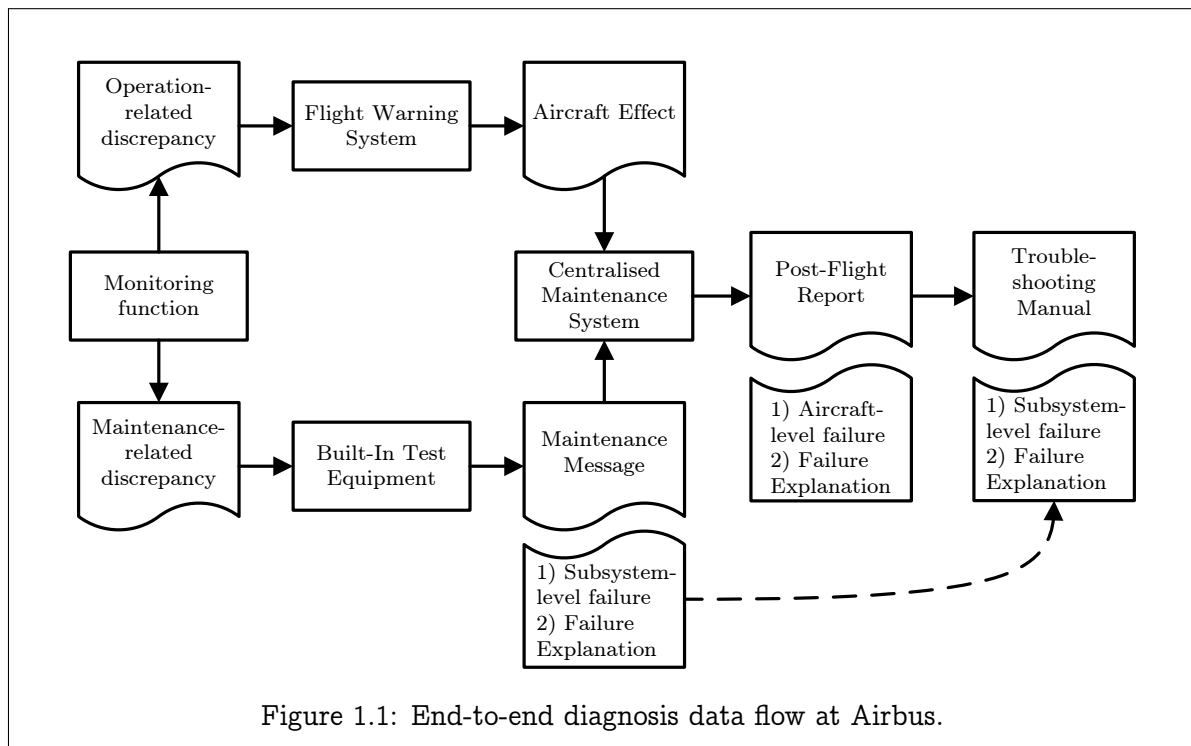 Operation-
related
discrepancy
Flight Warning
System
Aircraft Effect
Monitoring
function
Centralised
Maintenance
System
Post-Flight
Report
Trouble-
shooting
Manual
Maintenance-
related
discrepancy
Built-In Test
Equipment
Maintenance
Message
1) Aircraft-
level failure
2) Failure
Explanation
1) Subsystem-
level failure
2) Failure
Explanation
1) Subsystem-
level failure
2) Failure
Explanation
Figure 1.1: End-to-end diagnosis data flow at Airbus.